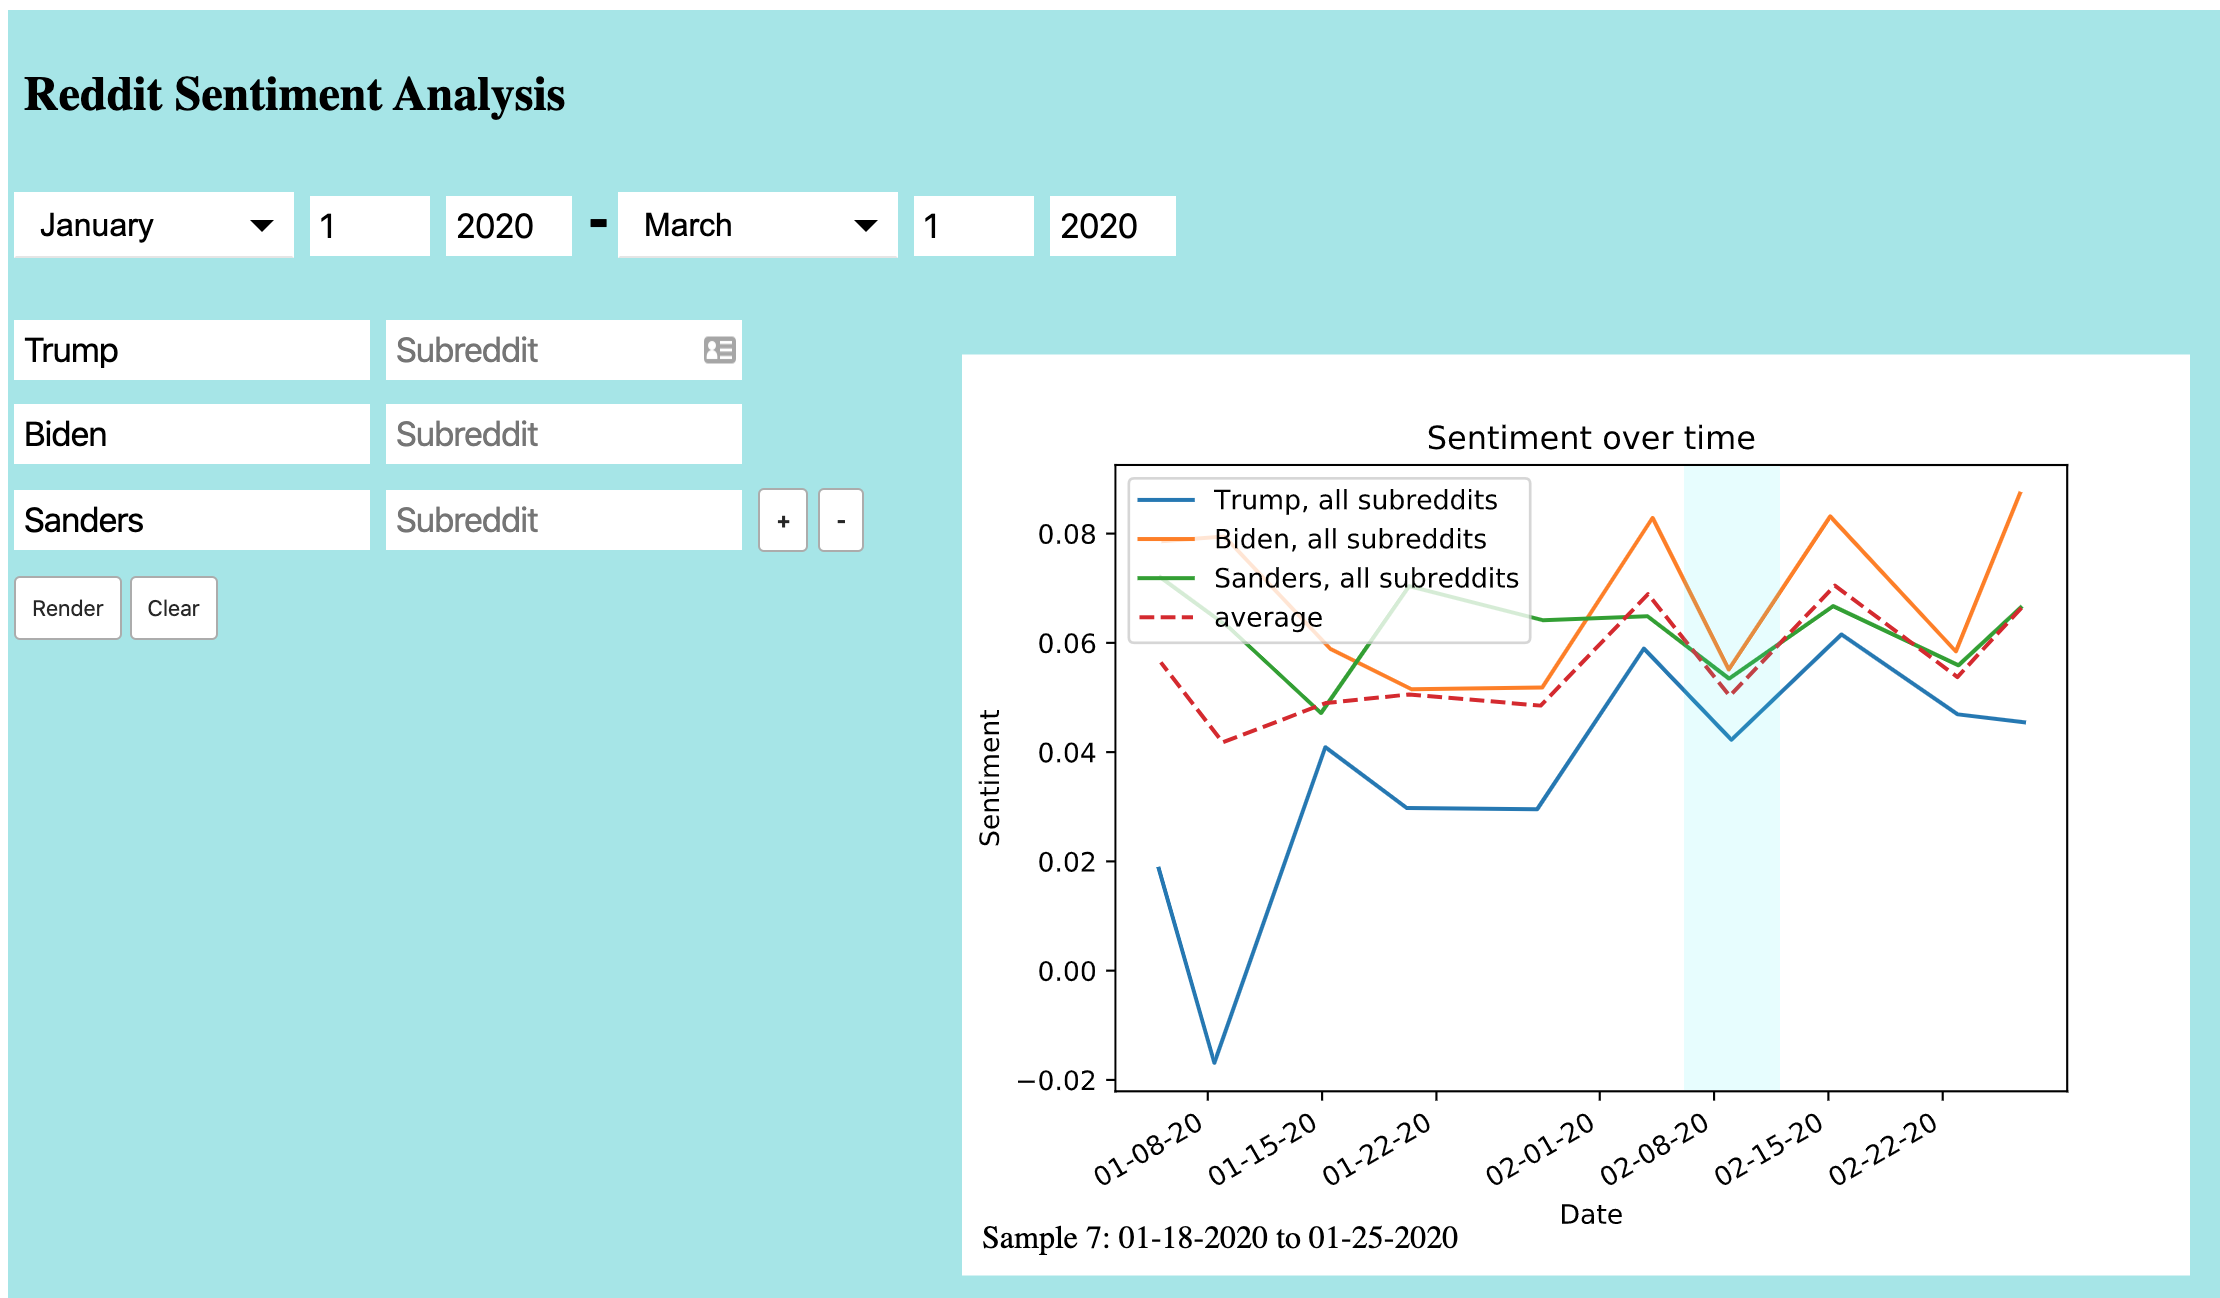 Reddit Sentiment Analysis
January 1 2020 - March 1 2020
Trump Subreddit
Biden Subreddit
Sanders Subreddit + -
Render Clear
Sentiment over time
Trump, all subreddits
Biden, all subreddits
Sanders, all subreddits
average
0.08
0.06
0.04
0.02
0.00
−0.02
Sentiment
01-08-20 01-15-20 01-22-20 02-01-20 02-08-20 02-15-20 02-22-20
Date
Sample 7: 01-18-2020 to 01-25-2020